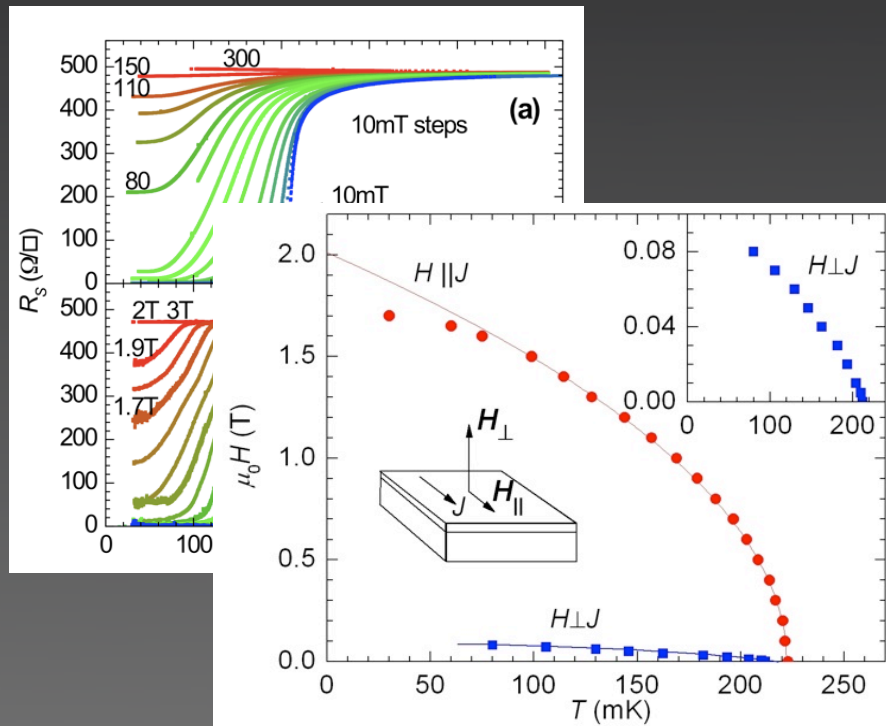 500
400
300
200
100
0
150
110
80
300
(a)
10mT steps
10mT
R_S (Ω/□)
500
400
300
200
100
0
2T 3T
1.9T
1.7T
0 100
2.0
1.5
1.0
0.5
0.0
μ₀H (T)
H ||J
H⊥
J
H||
H⊥J
0 50 100 150 200
T (mK)
0.08
0.04
0.00
H⊥J
0 100 200